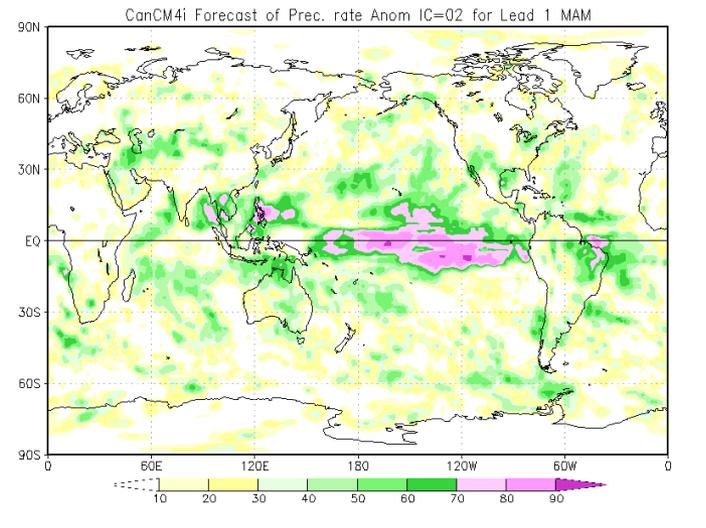 CanCM4i Forecast of Prec. rate Anom IC=02 for Lead 1 MAM
90N
60N
30N
EQ
30S
60S
90S
0 60E 120E 180 120W 60W 0
10 20 30 40 50 60 70 80 90